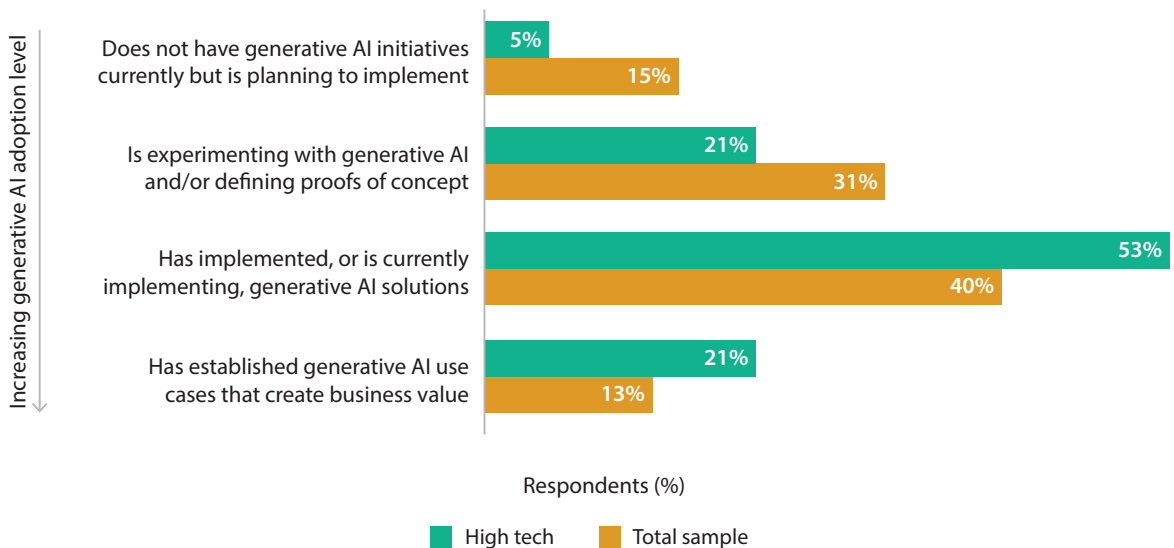 Increasing generative AI adoption level
Does not have generative AI initiatives
currently but is planning to implement
5%
15%
Is experimenting with generative AI
and/or defining proofs of concept
21%
31%
Has implemented, or is currently
implementing, generative AI solutions
53%
40%
Has established generative AI use
cases that create business value
21%
13%
Respondents (%)
High tech
Total sample